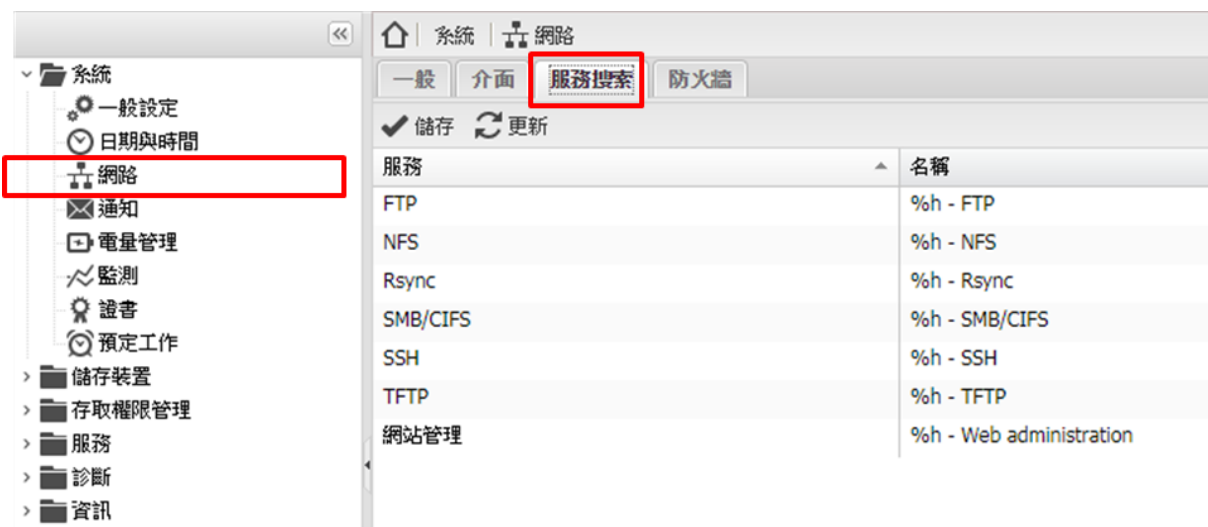 系統
一般設定
日期與時間
網路
通知
電量管理
監測
證書
預定工作
儲存裝置
存取權限管理
服務
診斷
資訊
系統 網路
一般 介面 服務搜索 防火牆
儲存 更新
服務 名稱
FTP %h - FTP
NFS %h - NFS
Rsync %h - Rsync
SMB/CIFS %h - SMB/CIFS
SSH %h - SSH
TFTP %h - TFTP
網站管理 %h - Web administration